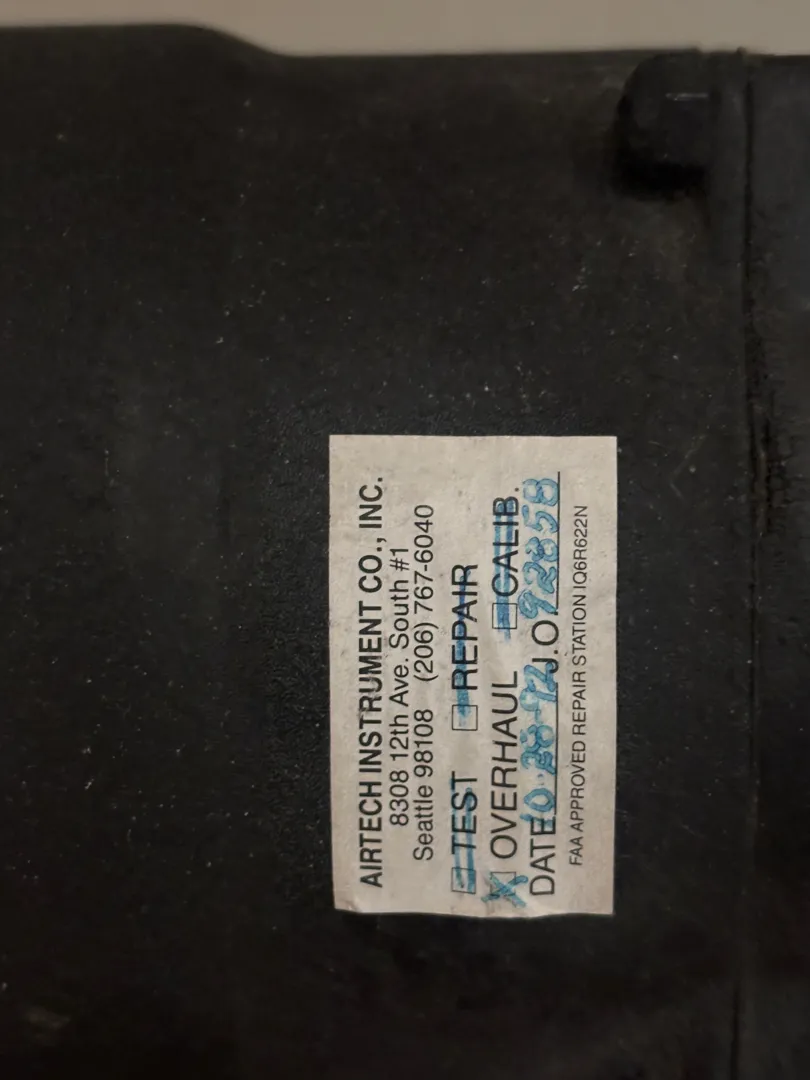 AIRTECH INSTRUMENT CO., INC.
8308 12th Ave. South #1
Seattle 98108 (206) 767-6040
☐ TEST ☐ REPAIR
☒ OVERHAUL ☐ CALIB.
DATE 10-28-92 J.O. 92858
FAA APPROVED REPAIR STATION IQ6R622N